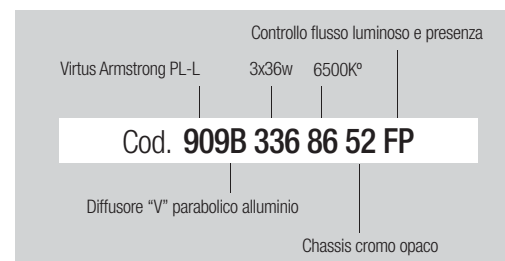 Controllo flusso luminoso e presenza
Virtus Armstrong PL-L 3x36w 6500Kº
Cod. 909B 336 86 52 FP
Diffusore “V” parabolico alluminio
Chassis cromo opaco